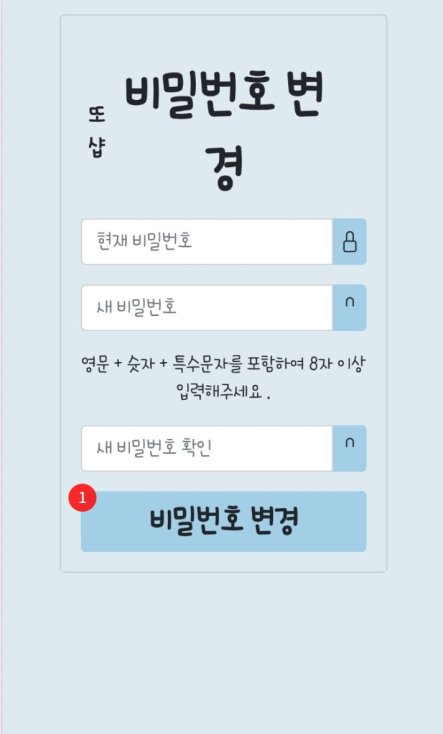 또
샵
비밀번호 변
경
현재 비밀번호
새 비밀번호
영문 + 숫자 + 특수문자를 포함하여 8자 이상
입력해주세요 .
새 비밀번호 확인
1
비밀번호 변경